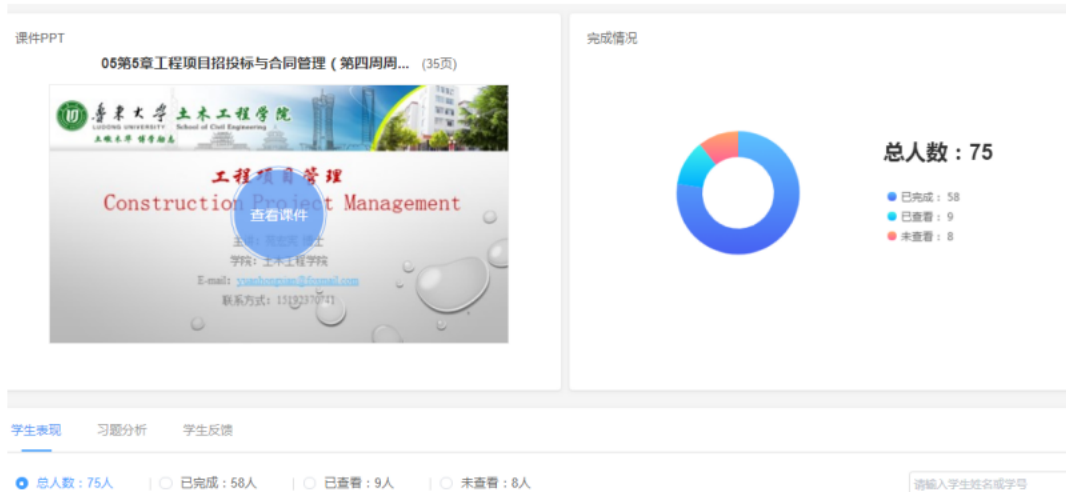 课件PPT
05第5章工程项目招投标与合同管理（第四周周... (35页)
鲁东大学 土木工程学院
LUDONG UNIVERSITY School of Civil Engineering
工程项目管理
Construction Project Management
查看课件
学院：土木工程学院
E-mail：
联系方式：
完成情况
总人数：75
已完成：58
已查看：9
未查看：8
学生表现 习题分析 学生反馈
总人数：75人 已完成：58人 已查看：9人 未查看：8人
请输入学生姓名或学号